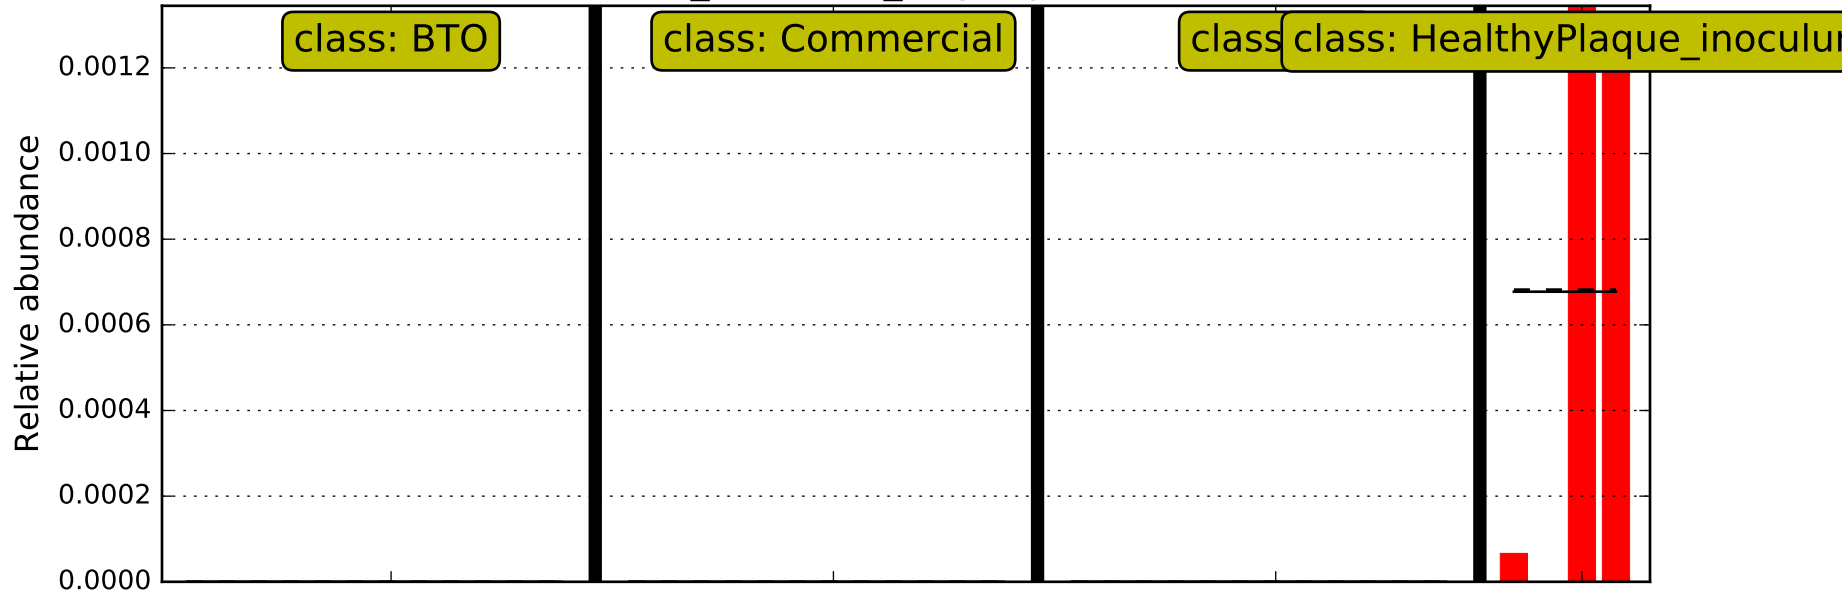 class: BTO
class: Commercial
class
class: HealthyPlaque_inoculu
0.0012
0.0010
0.0008
0.0006
0.0004
0.0002
0.0000
Relative abundance